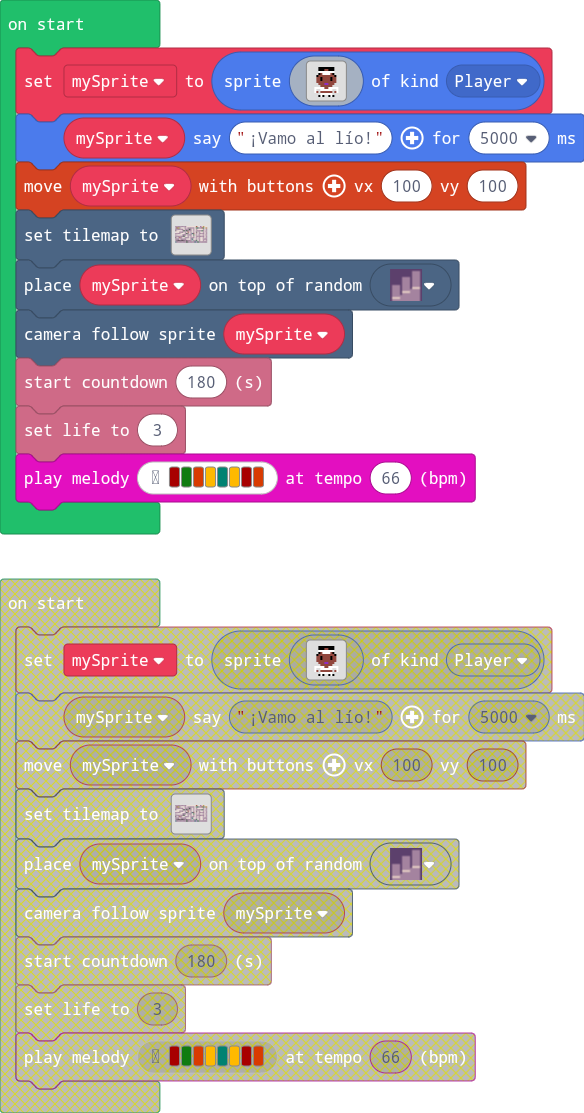 on start
set mySprite to sprite of kind Player
mySprite say "¡Vamo al lío!" for 5000 ms
move mySprite with buttons vx 100 vy 100
set tilemap to
place mySprite on top of random
camera follow sprite mySprite
start countdown 180 (s)
set life to 3
play melody at tempo 66 (bpm)
on start
set mySprite to sprite of kind Player
mySprite say "¡Vamo al lío!" for 5000 ms
move mySprite with buttons vx 100 vy 100
set tilemap to
place mySprite on top of random
camera follow sprite mySprite
start countdown 180 (s)
set life to 3
play melody at tempo 66 (bpm)